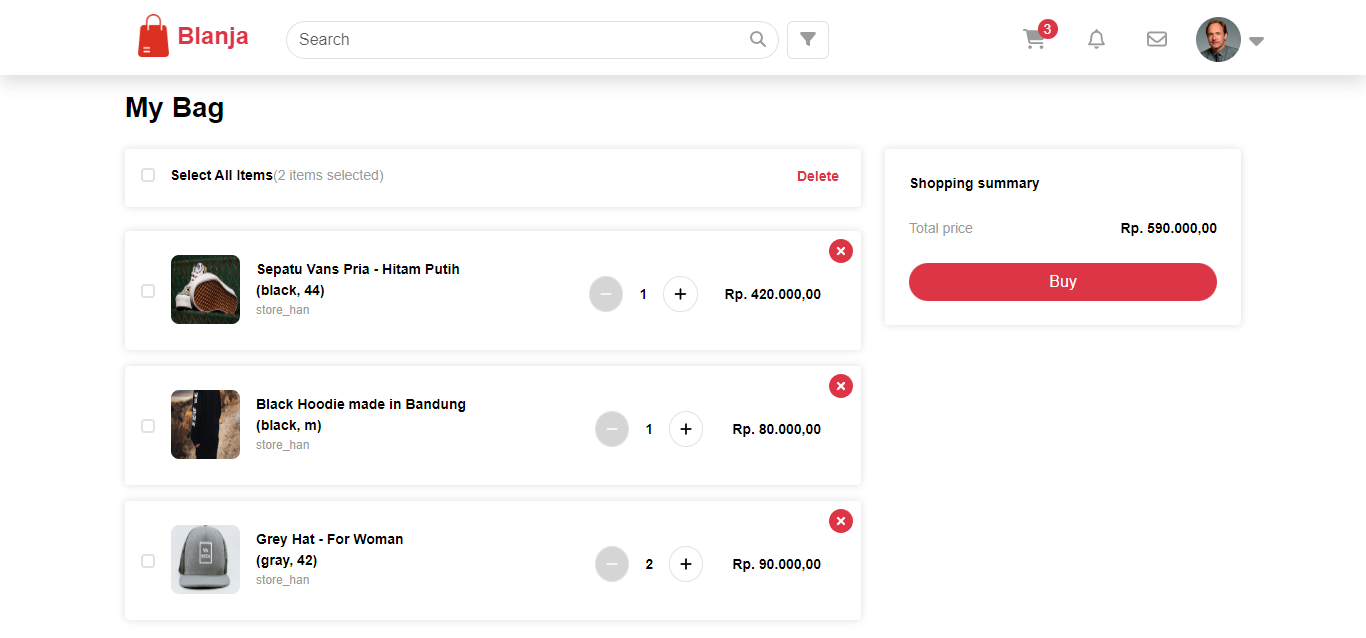 Blanja
Search
3
My Bag
Select All Items(2 items selected)
Delete
Sepatu Vans Pria - Hitam Putih
(black, 44)
store_han
1
Rp. 420.000,00
Black Hoodie made in Bandung
(black, m)
store_han
1
Rp. 80.000,00
Grey Hat - For Woman
(gray, 42)
store_han
2
Rp. 90.000,00
Shopping summary
Total price
Rp. 590.000,00
Buy